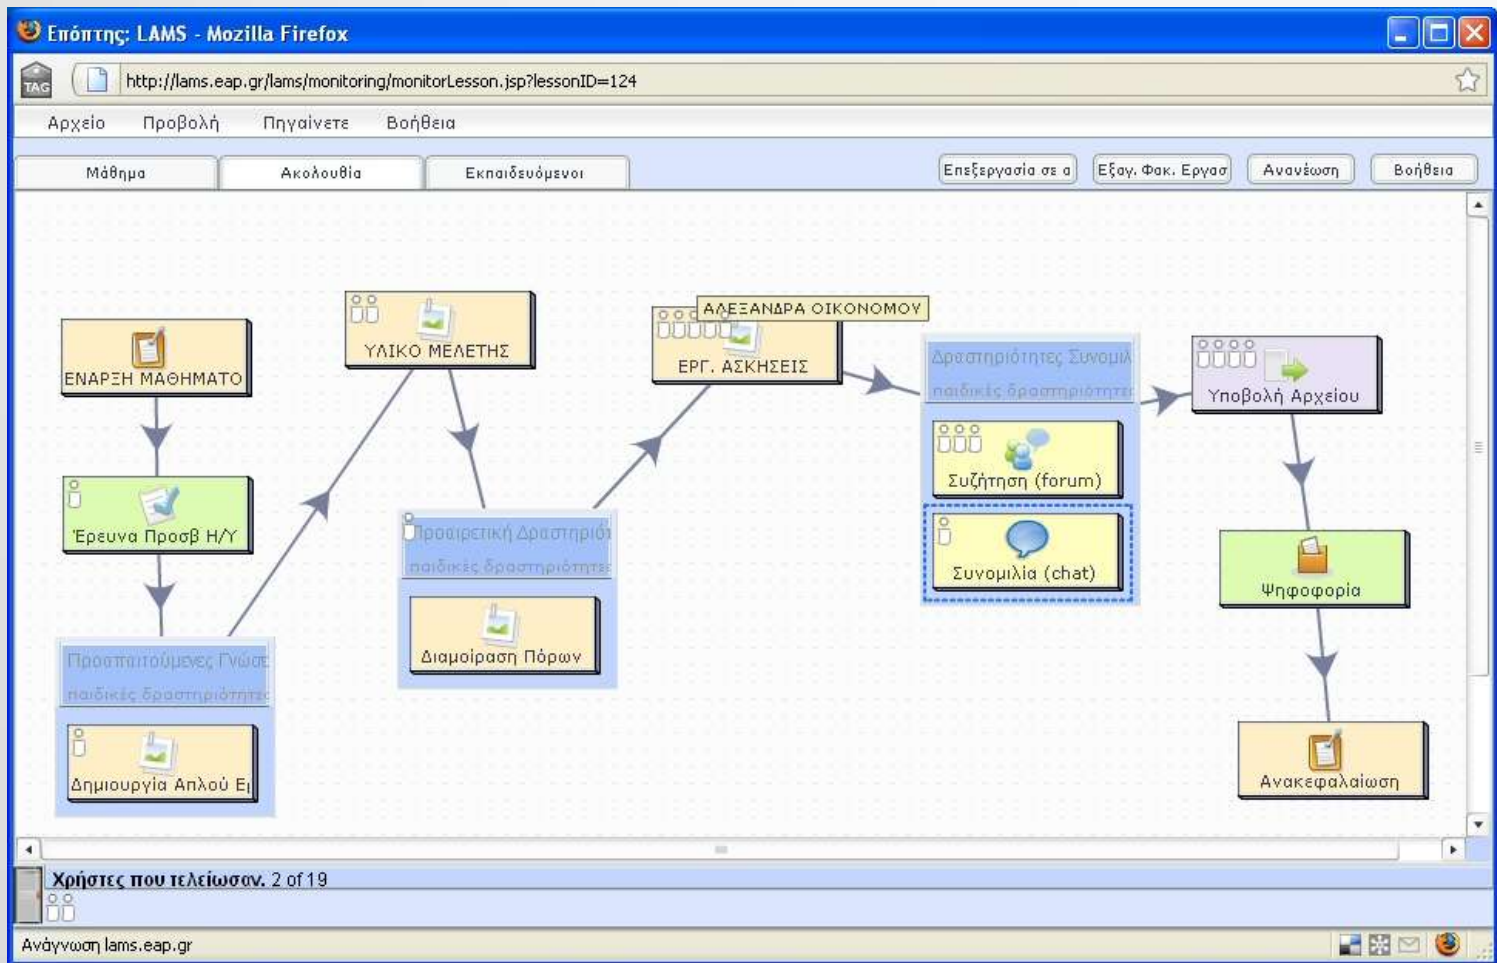 Επόπτης: LAMS - Mozilla Firefox
TAG
http://lams.eap.gr/lams/monitoring/monitorLesson.jsp?lessonID=124
Αρχείο Προβολή Πηγαίνετε Βοήθεια
Μάθημα Ακολουθία Εκπαιδευόμενοι Επεξεργασία σε α Εξαγ. Φακ. Εργασ Ανανέωση Βοήθεια
ΕΝΑΡΞΗ ΜΑΘΗΜΑΤΟ
Έρευνα Προσβ Η/Υ
Προαπαιτούμενες Γνώσε
παιδικές δραστηριότητες
Δημιουργία Απλού Ε
ΥΛΙΚΟ ΜΕΛΕΤΗΣ
Προαιρετική Δραστηριότ
παιδικές δραστηριότητες
Διαμοίραση Πόρων
ΑΛΕΞΑΝΔΡΑ ΟΙΚΟΝΟΜΟΥ
ΕΡΓ. ΑΣΚΗΣΕΙΣ
Δραστηριότητες Συνομιλ
παιδικές δραστηριότητε
Συζήτηση (forum)
Συνομιλία (chat)
Υποβολή Αρχείου
Ψηφοφορία
Ανακεφαλαίωση
Χρήστες που τελείωσαν. 2 of 19
Ανάγνωση lams.eap.gr